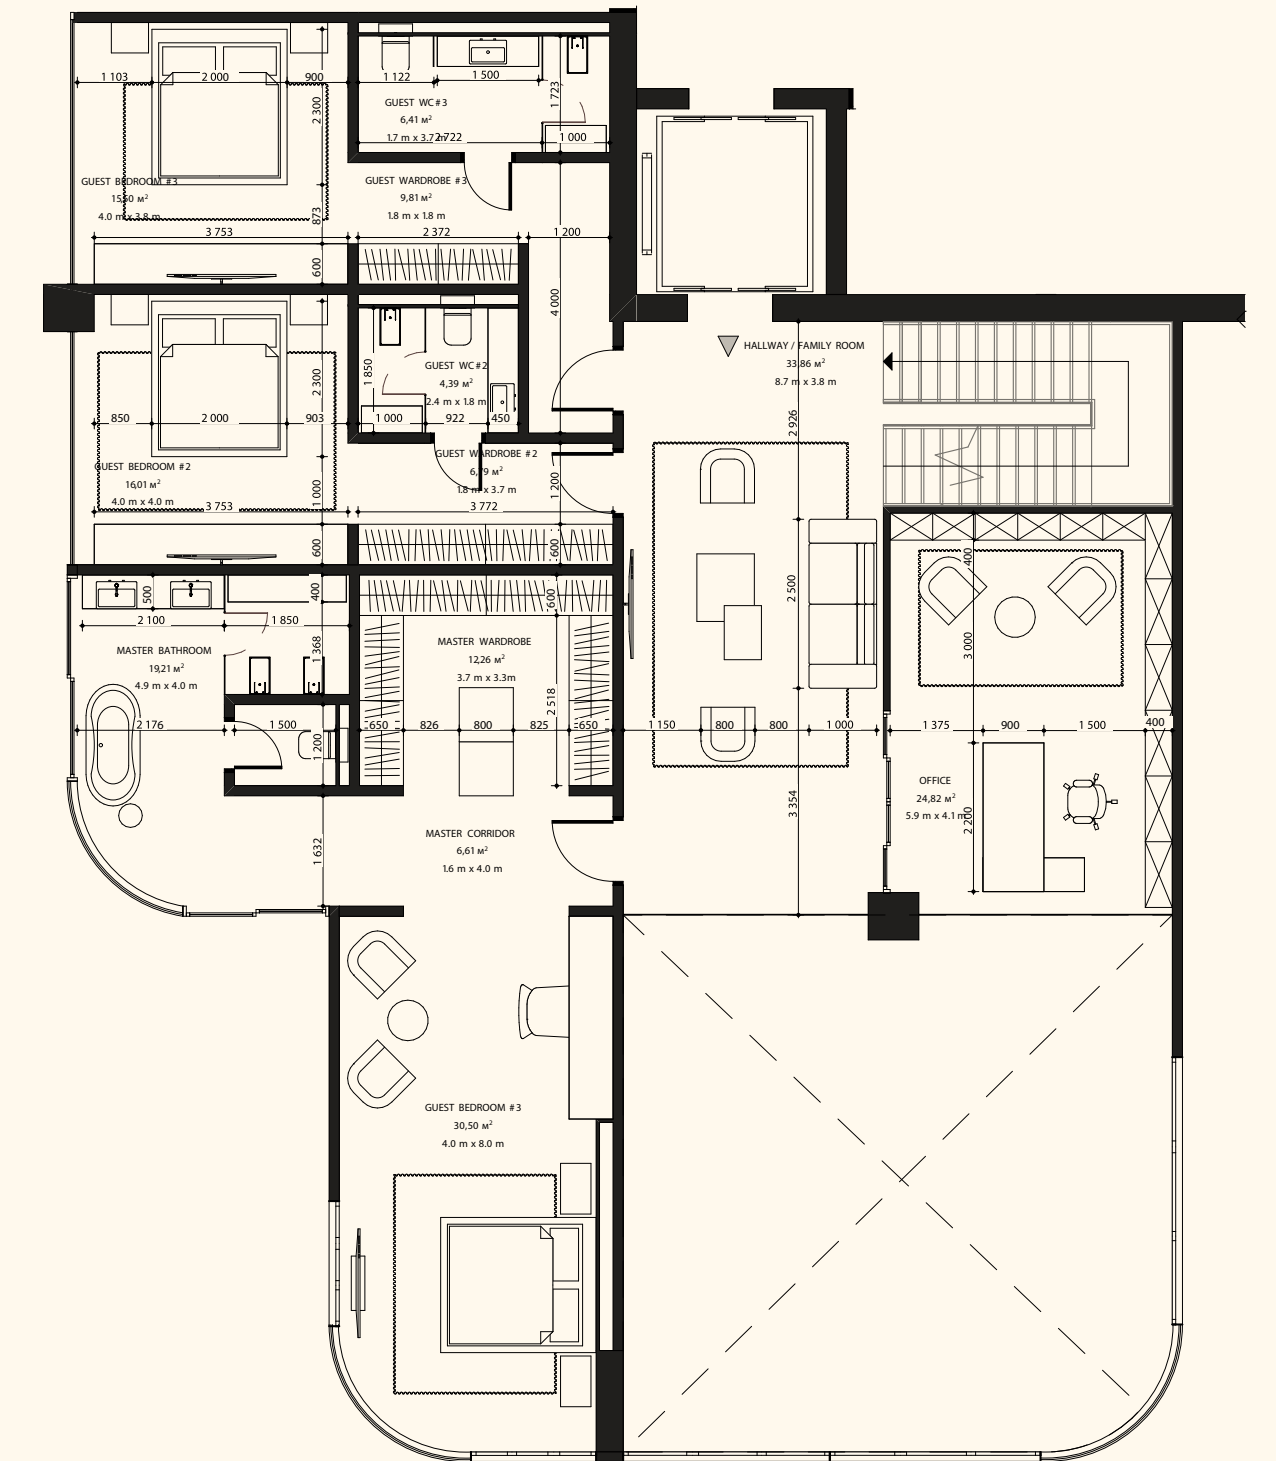 1 103
2 000
900
2 300
GUEST BEDROOM #3
15,50 м²
4.0 m x 3.8 m
873
3 753
600
1 122
1 500
1 723
GUEST WC#3
6,41 м²
1.7 m x 3.7 m
2 722
1 000
GUEST WARDROBE #3
9,81 м²
1.8 m x 1.8 m
2 372
1 200
4 000
2 300
850
2 000
903
GUEST BEDROOM #2
16,01 м²
4.0 m x 4.0 m
1 000
3 753
600
1 850
GUEST WC#2
4,39 м²
2.4 m x 1.8 m
1 000
922
450
GUEST WARDROBE #2
6,79 м²
1.8 m x 3.7 m
1 200
3 772
600
HALLWAY / FAMILY ROOM
33,86 м²
8.7 m x 3.8 m
2 926
2 500
3 354
1 150
800
800
1 000
500
400
2 100
1 850
1 368
MASTER BATHROOM
19,21 м²
4.9 m x 4.0 m
2 176
1 500
1 200
1 632
600
MASTER WARDROBE
12,26 м²
3.7 m x 3.3m
2 518
650
826
800
825
650
MASTER CORRIDOR
6,61 м²
1.6 m x 4.0 m
400
3 000
1 375
900
1 500
400
OFFICE
24,82 м²
5.9 m x 4.1 m
2 200
GUEST BEDROOM #3
30,50 м²
4.0 m x 8.0 m